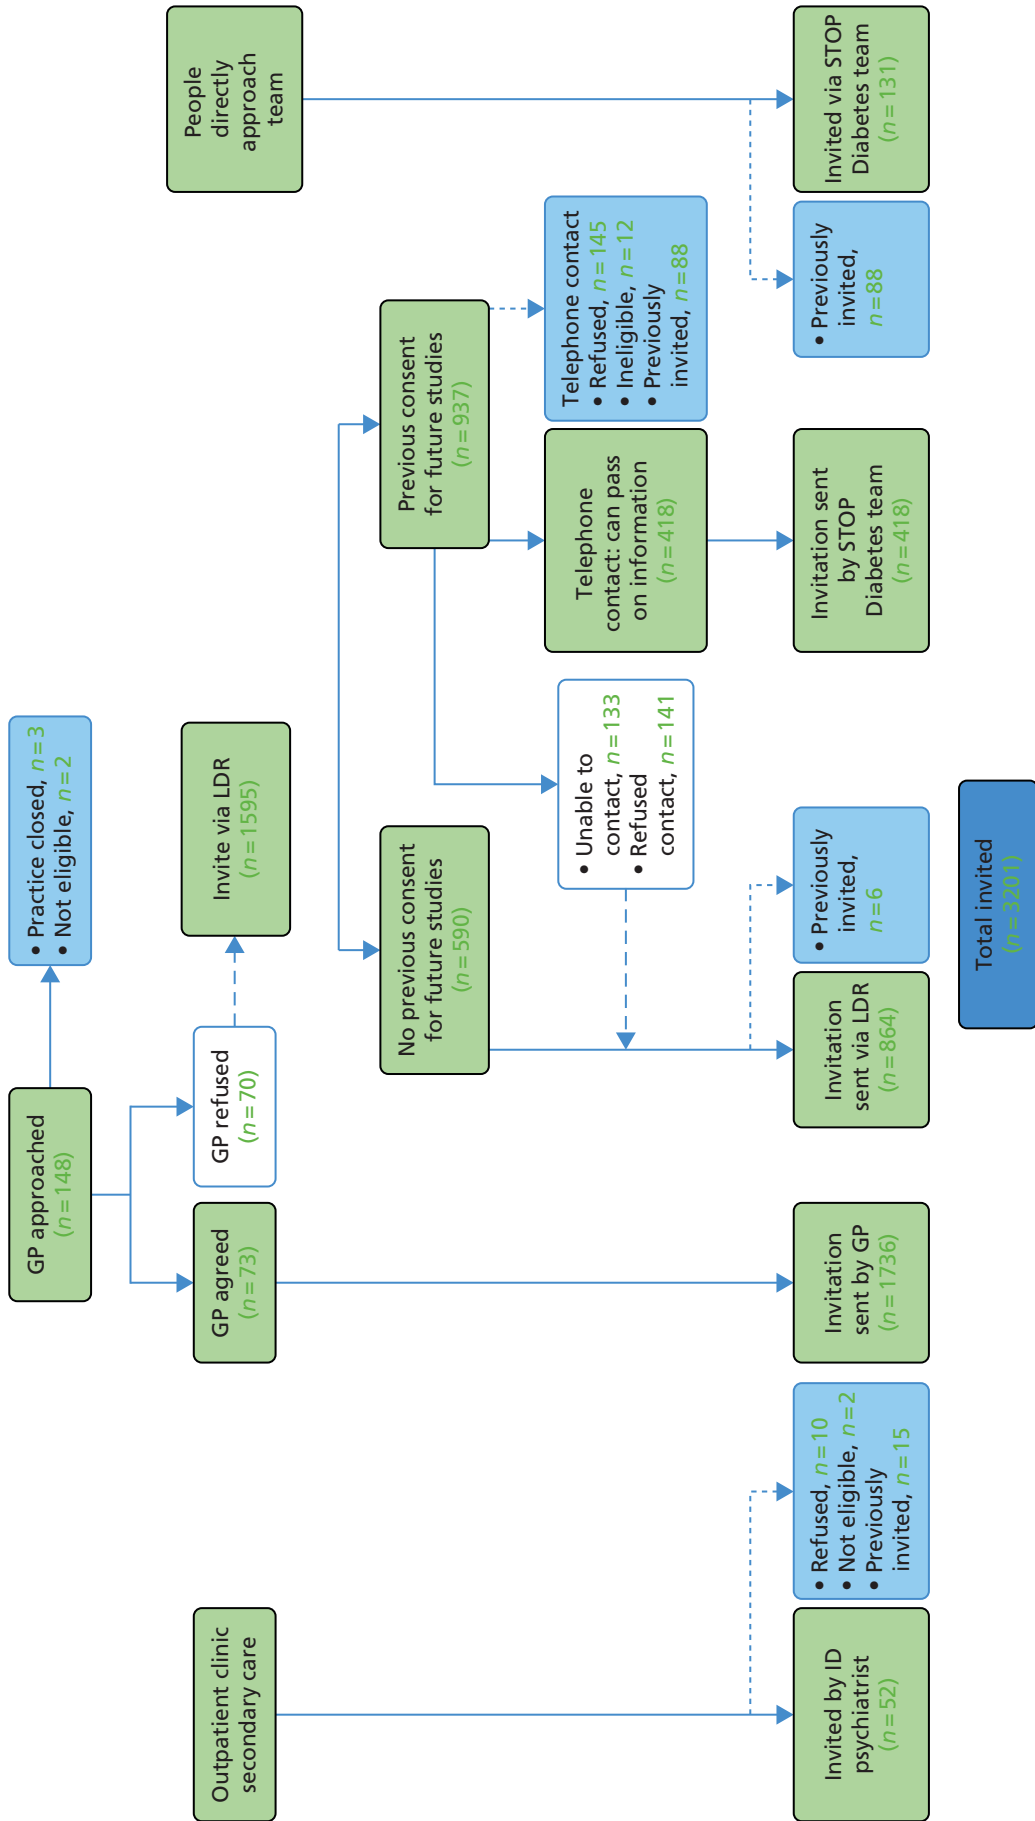 GP approached
(n=148)
• Practice closed, n=3
• Not eligible, n=2
Outpatient clinic
secondary care
GP agreed
(n=73)
GP refused
(n=70)
Invite via LDR
(n=1595)
People
directly
approach
team
No previous consent
for future studies
(n=590)
Previous consent
for future studies
(n=937)
• Unable to
contact, n=133
• Refused
contact, n=141
Telephone
contact: can pass
on information
(n=418)
Telephone contact
• Refused, n=145
• Ineligible, n=12
• Previously
invited, n=88
Invited by ID
psychiatrist
(n=52)
• Refused, n=10
• Not eligible, n=2
• Previously
invited, n=15
Invitation
sent by GP
(n=1736)
Invitation
sent via LDR
(n=864)
• Previously
invited,
n=6
Invitation sent
by STOP
Diabetes team
(n=418)
• Previously
invited,
n=88
Invited via STOP
Diabetes team
(n=131)
Total invited
(n=3201)